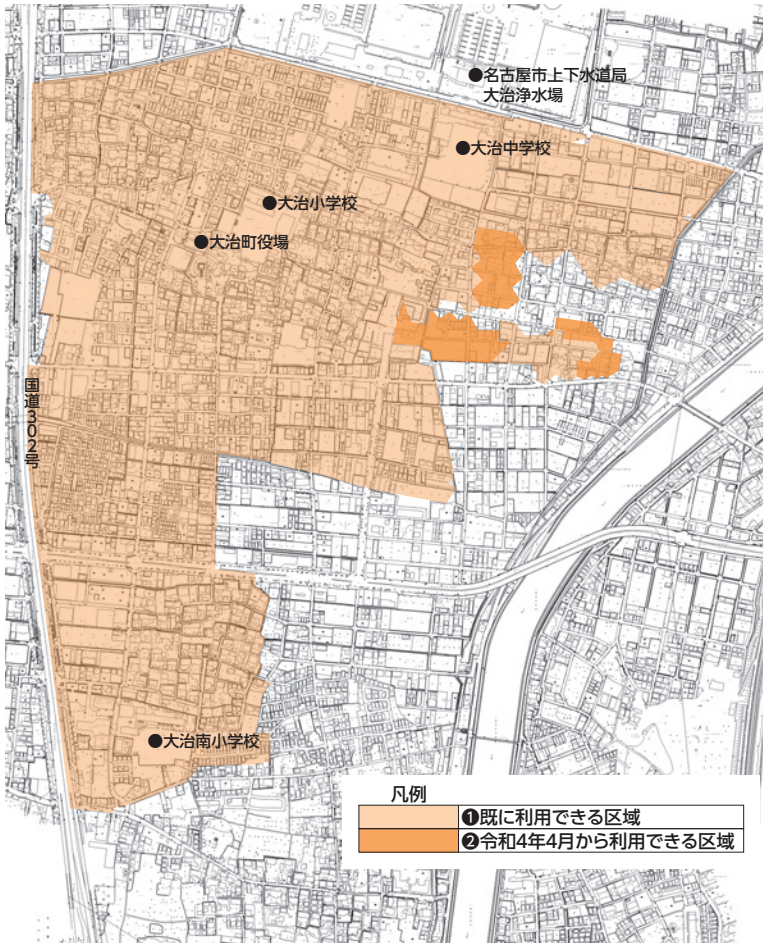 ●名古屋市上下水道局
大治浄水場
●大治中学校
●大治小学校
●大治町役場
国道302号
●大治南小学校
凡例
❶既に利用できる区域
❷令和4年4月から利用できる区域